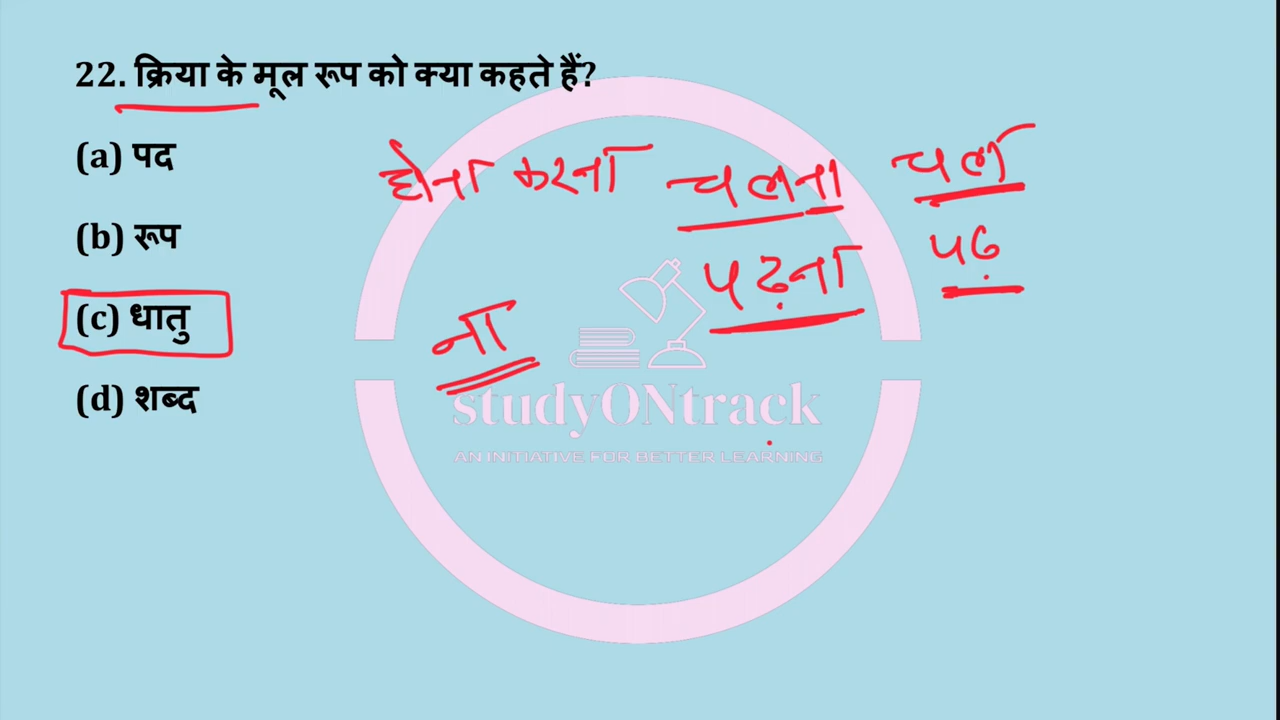 22. क्रिया के मूल रूप को क्या कहते हैं?
(a) पद
होना करना चलना चल
(b) रूप
पढ़ना पढ़
(c) धातु
ना
(d) शब्द
studyONtrack
AN INITIATIVE FOR BETTER LEARNING